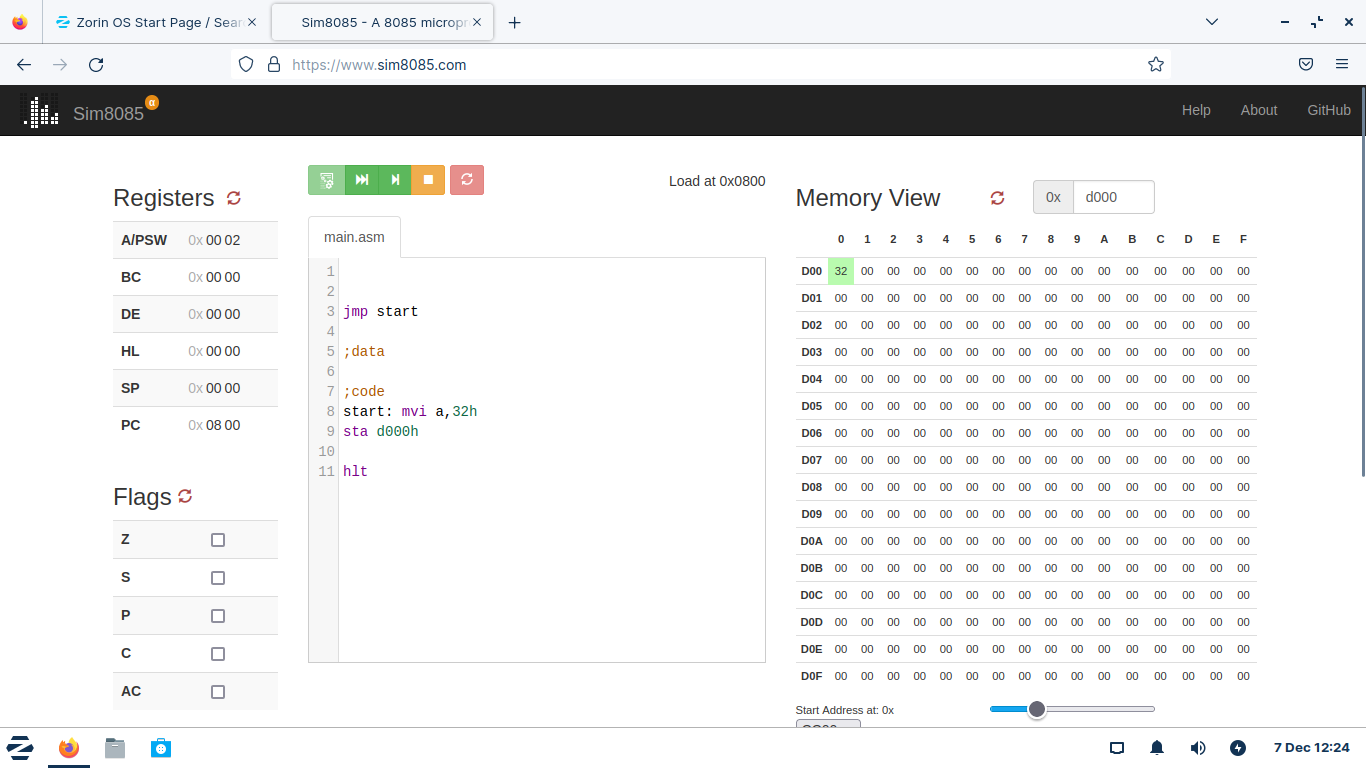 Zorin OS Start Page / Sear
Sim8085 - A 8085 micropr
https://www.sim8085.com
Sim8085 α
Help About GitHub
Registers
A/PSW 0x 00 02
BC 0x 00 00
DE 0x 00 00
HL 0x 00 00
SP 0x 00 00
PC 0x 08 00
Flags
Z
S
P
C
AC
Load at 0x0800
main.asm
1
2
3 jmp start
4
5 ;data
6
7 ;code
8 start: mvi a,32h
9 sta d000h
10
11 hlt
Memory View 0x d000
0 1 2 3 4 5 6 7 8 9 A B C D E F
D00 32 00 00 00 00 00 00 00 00 00 00 00 00 00 00 00
D01 00 00 00 00 00 00 00 00 00 00 00 00 00 00 00 00
D02 00 00 00 00 00 00 00 00 00 00 00 00 00 00 00 00
D03 00 00 00 00 00 00 00 00 00 00 00 00 00 00 00 00
D04 00 00 00 00 00 00 00 00 00 00 00 00 00 00 00 00
D05 00 00 00 00 00 00 00 00 00 00 00 00 00 00 00 00
D06 00 00 00 00 00 00 00 00 00 00 00 00 00 00 00 00
D07 00 00 00 00 00 00 00 00 00 00 00 00 00 00 00 00
D08 00 00 00 00 00 00 00 00 00 00 00 00 00 00 00 00
D09 00 00 00 00 00 00 00 00 00 00 00 00 00 00 00 00
D0A 00 00 00 00 00 00 00 00 00 00 00 00 00 00 00 00
D0B 00 00 00 00 00 00 00 00 00 00 00 00 00 00 00 00
D0C 00 00 00 00 00 00 00 00 00 00 00 00 00 00 00 00
D0D 00 00 00 00 00 00 00 00 00 00 00 00 00 00 00 00
D0E 00 00 00 00 00 00 00 00 00 00 00 00 00 00 00 00
D0F 00 00 00 00 00 00 00 00 00 00 00 00 00 00 00 00
Start Address at: 0x
7 Dec 12:24